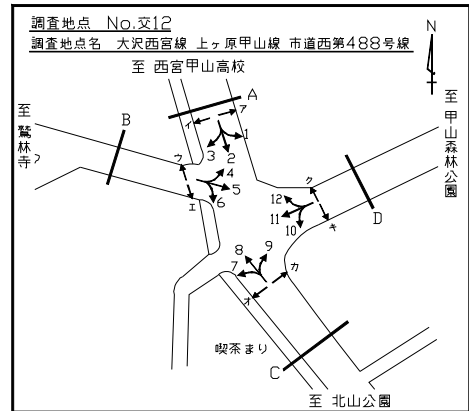 調査地点 No.交12
調査地点名 大沢西宮線 上ヶ原甲山線 市道西第488号線
至 西宮甲山高校
N
至 鷲林寺
至 甲山森林公園
A
B
C
D
ア
イ
ウ
エ
オ
カ
キ
ク
1
2
3
4
5
6
7
8
9
10
11
12
喫茶まり
至 北山公園